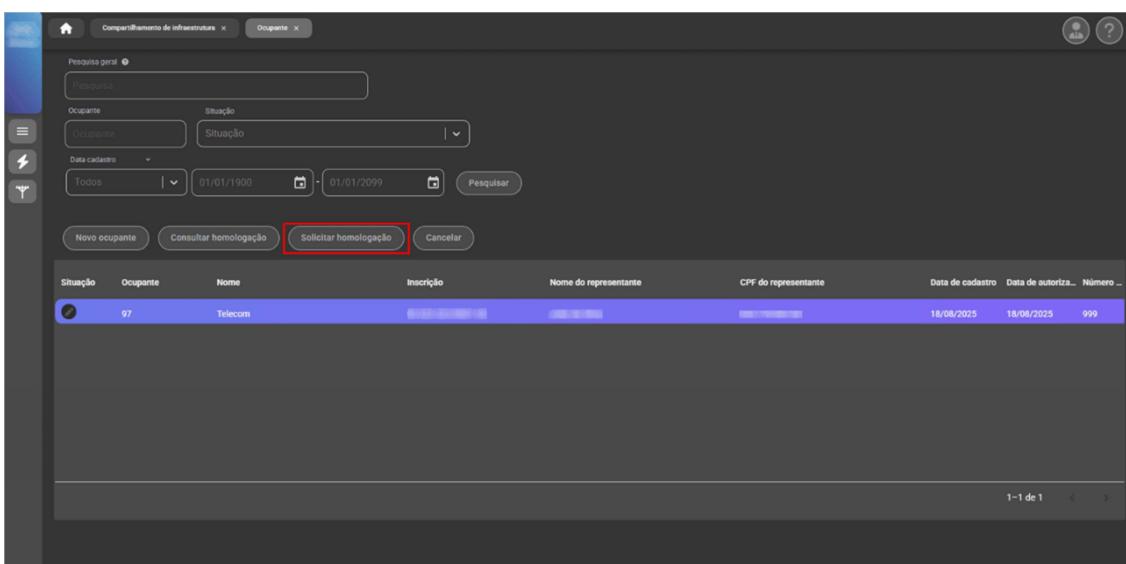 Compartilhamento de infraestrutura × Ocupante ×
?
Pesquisa geral ?
Pesquisa
Ocupante Situação
Ocupante Situação
Data cadastro
Todos 01/01/1900 - 01/01/2099 Pesquisar
Novo ocupante Consultar homologação Solicitar homologação Cancelar
Situação Ocupante Nome Inscrição Nome do representante CPF do representante Data de cadastro Data de autoriza... Número ...
97 Telecom 18/08/2025 18/08/2025 999
1–1 de 1